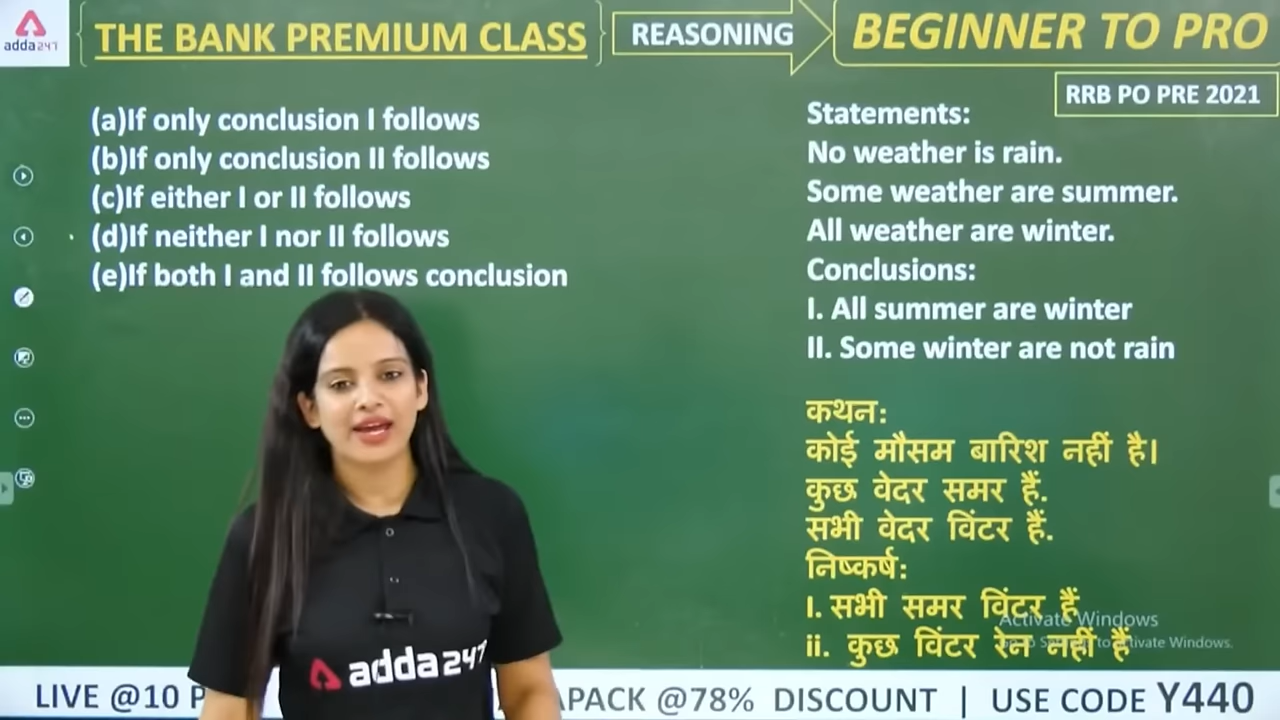 adda247
THE BANK PREMIUM CLASS
REASONING
BEGINNER TO PRO
RRB PO PRE 2021
(a)If only conclusion I follows
(b)If only conclusion II follows
(c)If either I or II follows
(d)If neither I nor II follows
(e)If both I and II follows conclusion
Statements:
No weather is rain.
Some weather are summer.
All weather are winter.
Conclusions:
I. All summer are winter
II. Some winter are not rain
कथन:
कोई मौसम बारिश नहीं है।
कुछ वेदर समर हैं.
सभी वेदर विंटर हैं.
निष्कर्ष:
I. सभी समर विंटर हैं
ii. कुछ विंटर रेन नहीं हैं
Activate Windows
to activate Windows.
adda247
LIVE @10 P
APACK @78% DISCOUNT | USE CODE Y440